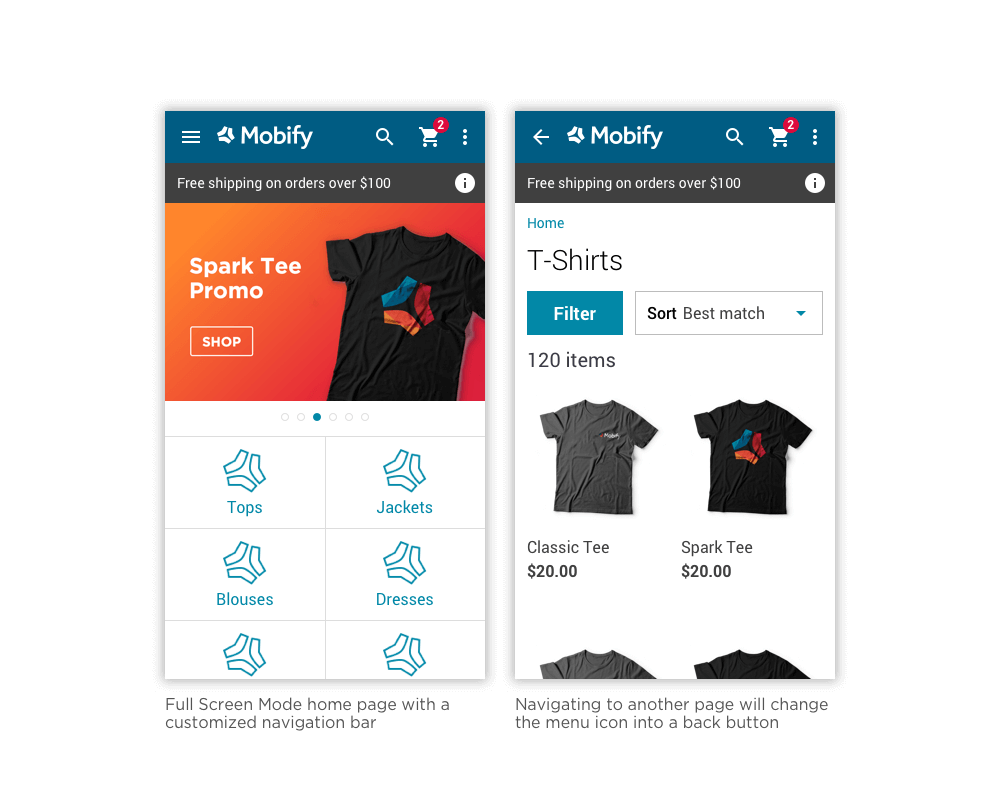 Mobify
2
Free shipping on orders over $100
Spark Tee
Promo
SHOP
Tops
Jackets
Blouses
Dresses
Full Screen Mode home page with a
customized navigation bar
Mobify
2
Free shipping on orders over $100
Home
T-Shirts
Filter
Sort Best match
120 items
Mobify
Classic Tee
$20.00
Spark Tee
$20.00
Navigating to another page will change
the menu icon into a back button